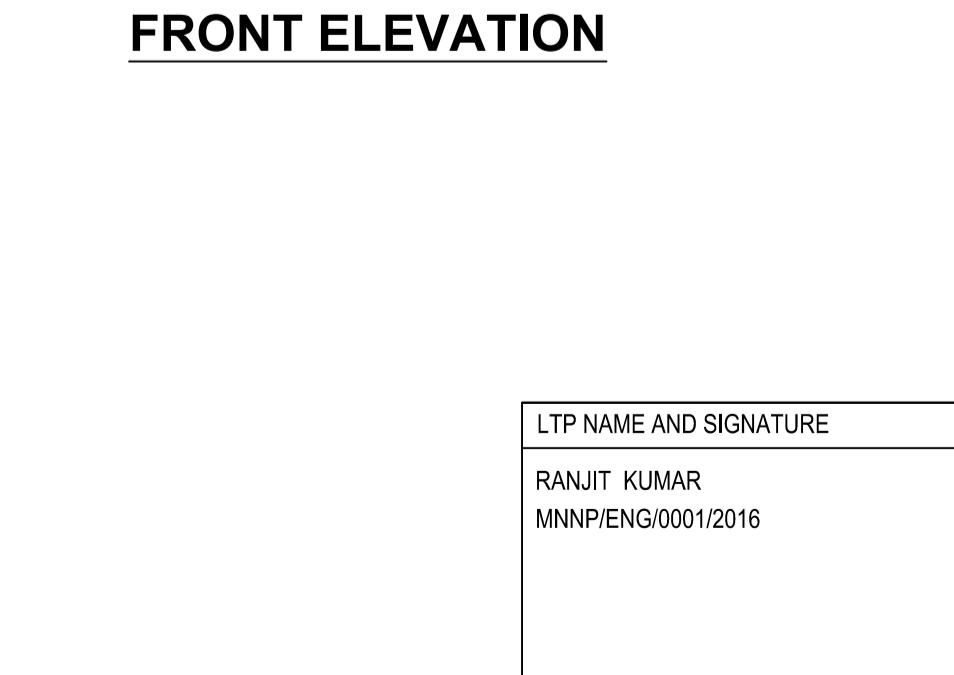 FRONT ELEVATION
LTP NAME AND SIGNATURE
RANJIT KUMAR
MNNP/ENG/0001/2016